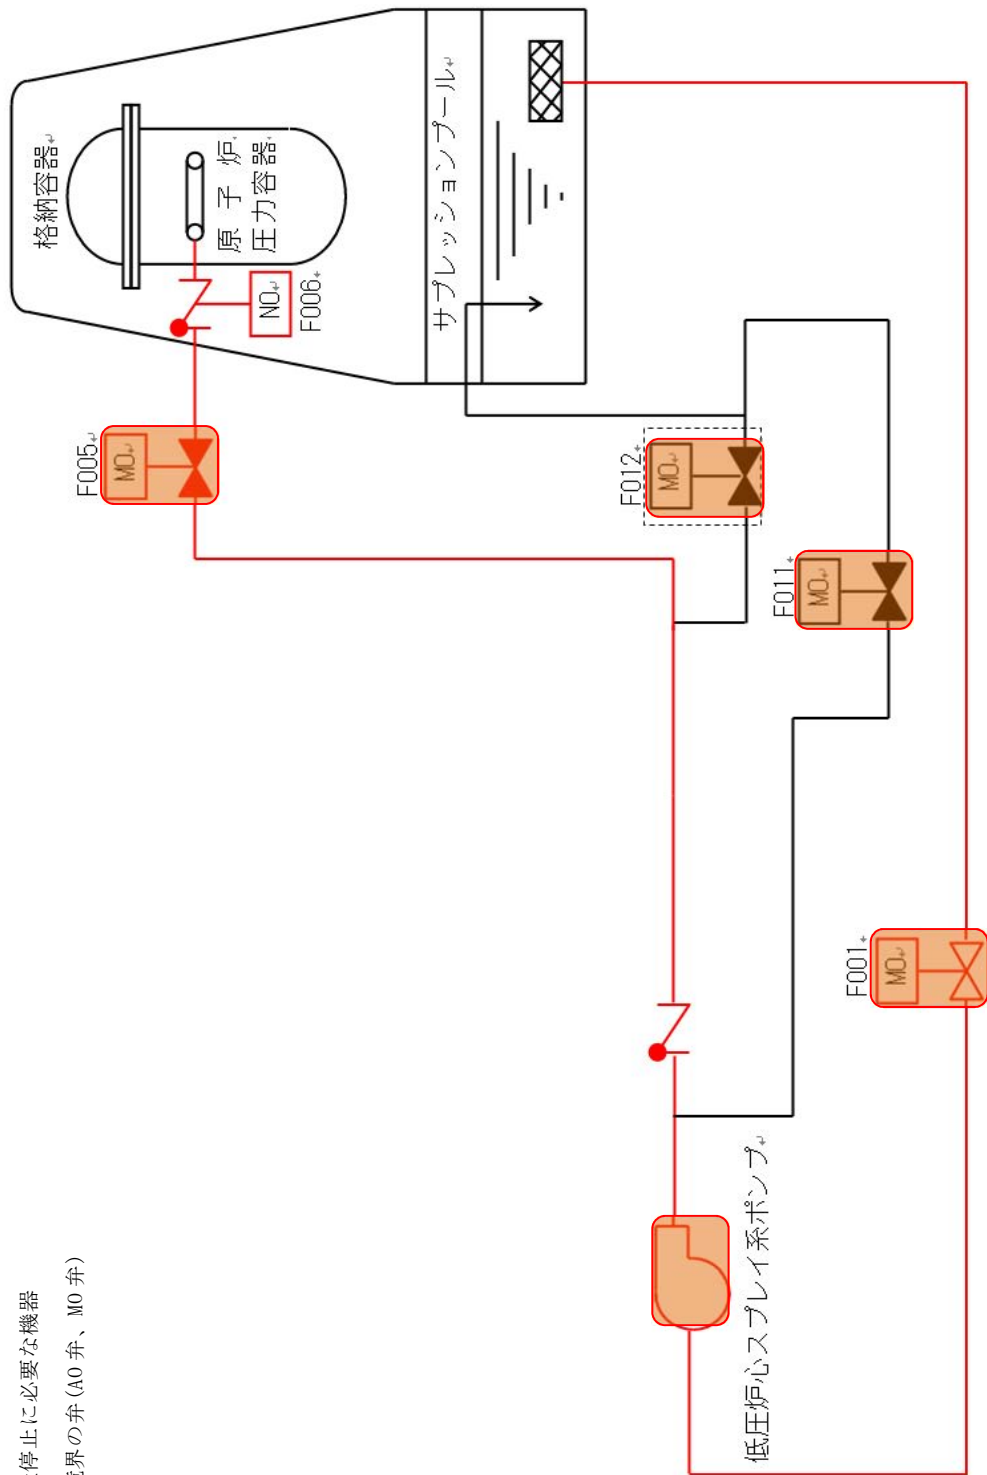 格納容器
原子炉
圧力容器
NO
F006
サプレッションプール
F005
MO
F012
MO
F011
MO
F001
MO
低圧炉心スプレイ系ポンプ
停止に必要な機器
界の弁(AO弁、MO弁)